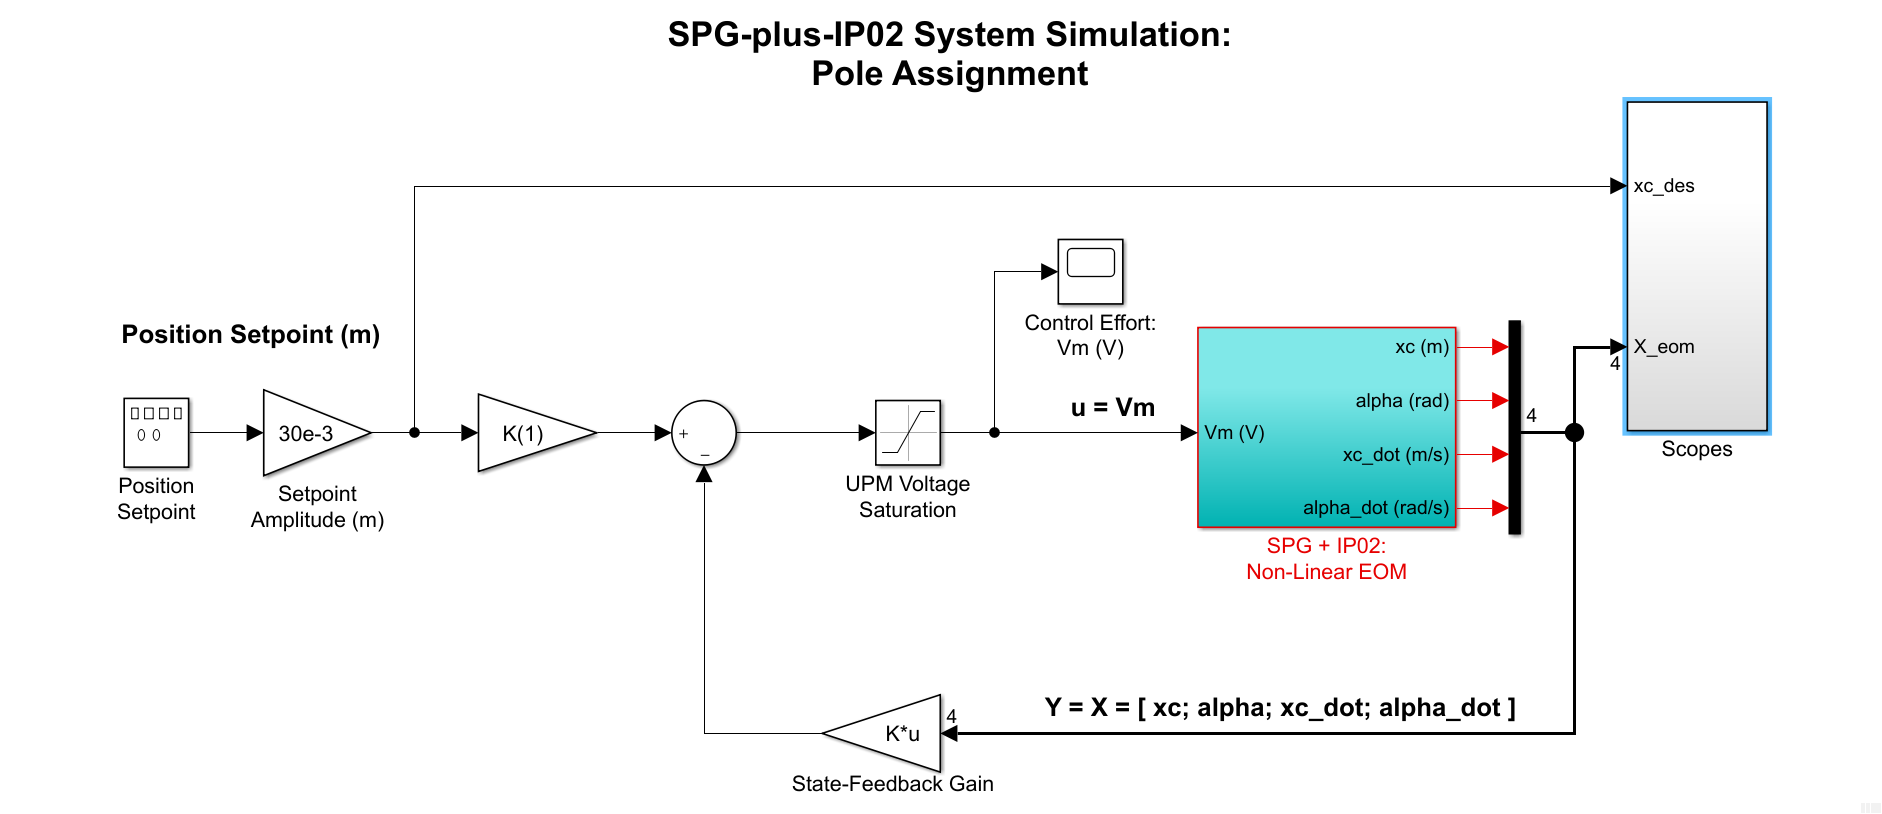 SPG-plus-IP02 System Simulation:
Pole Assignment
xc_des
X_eom
4
Scopes
Control Effort:
Vm (V)
Position Setpoint (m)
Position
Setpoint
30e-3
Setpoint
Amplitude (m)
K(1)
+
−
UPM Voltage
Saturation
u = Vm
Vm (V)
xc (m)
alpha (rad)
xc_dot (m/s)
alpha_dot (rad/s)
SPG + IP02:
Non-Linear EOM
4
Y = X = [ xc; alpha; xc_dot; alpha_dot ]
4
K*u
State-Feedback Gain